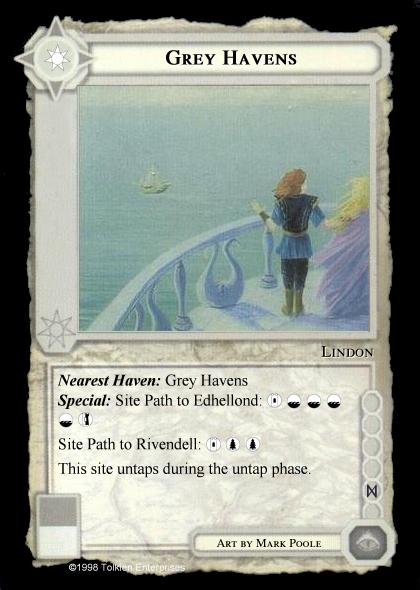 GREY HAVENS
LINDON
Nearest Haven: Grey Havens
Special: Site Path to Edhellond:
Site Path to Rivendell:
This site untaps during the untap phase.
ART BY MARK POOLE
©1998 Tolkien Enterprises